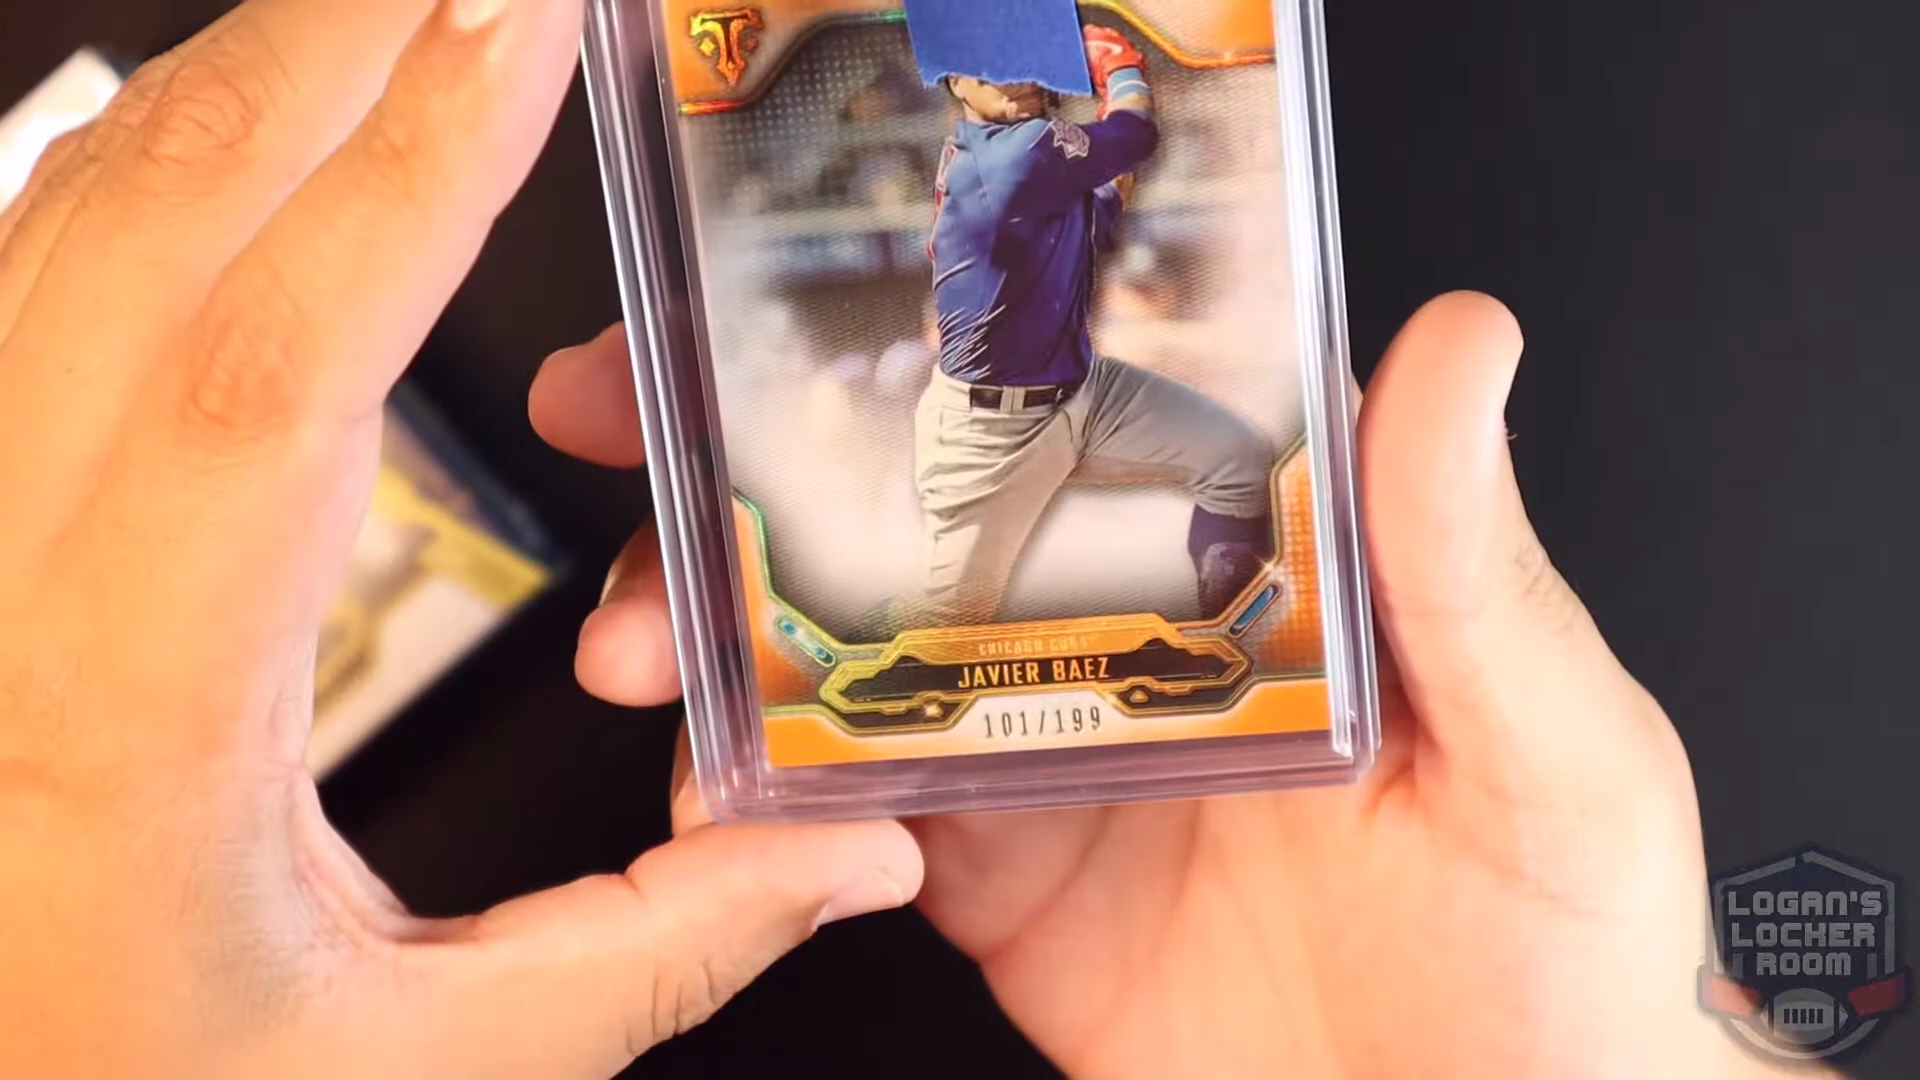 CHICAGO CUBS
JAVIER BAEZ
101/199
LOGAN'S
LOCKER
ROOM